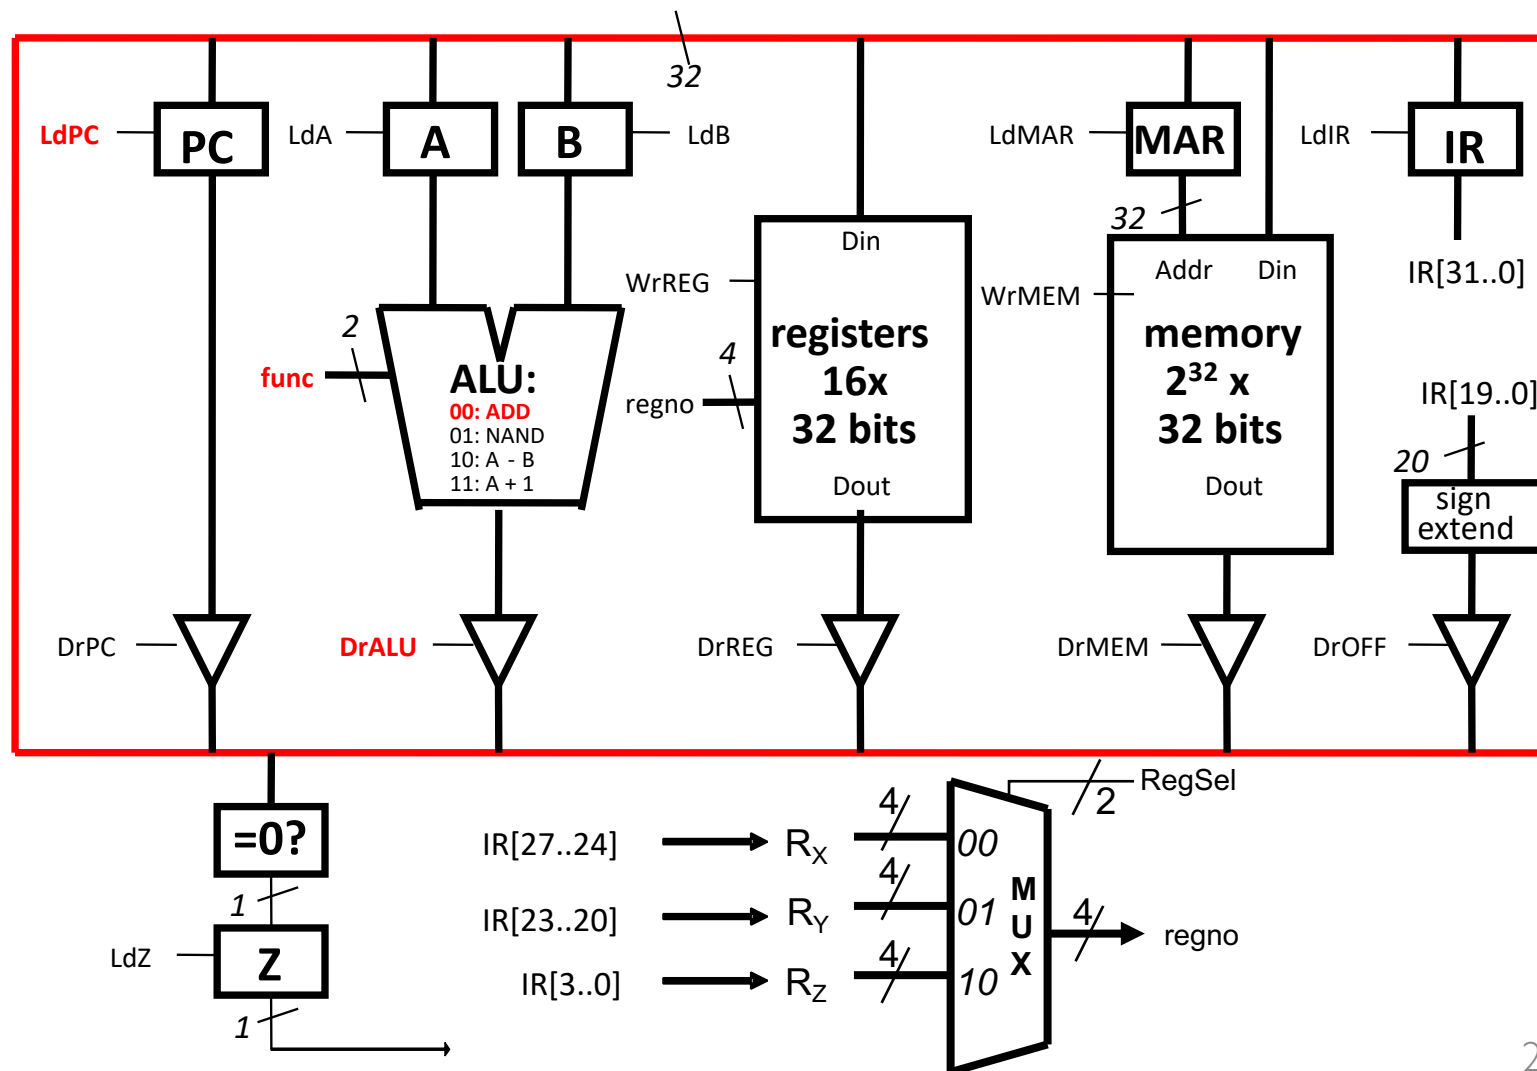 32
LdPC
PC
LdA
A
B
LdB
LdMAR
MAR
LdIR
IR
32
Din
Addr Din
IR[31..0]
WrREG
WrMEM
2
func
ALU:
00: ADD
01: NAND
10: A - B
11: A + 1
4
regno
registers
16x
32 bits
Dout
memory
2³² x
32 bits
Dout
IR[19..0]
20
sign
extend
DrPC
DrALU
DrREG
DrMEM
DrOFF
=0?
1
LdZ
Z
1
RegSel
2
IR[27..24]
RX
4
00
IR[23..20]
RY
4
01
IR[3..0]
RZ
4
10
M
U
X
4
regno
2